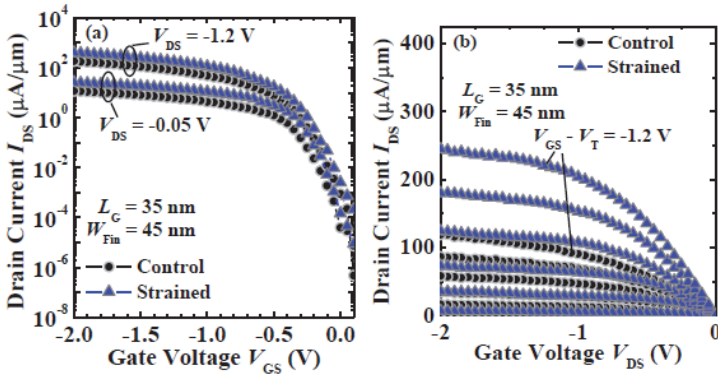 (a)
V_DS = -1.2 V
V_DS = -0.05 V
L_G = 35 nm
W_Fin = 45 nm
Control
Strained
10^4
10^2
10^0
10^-2
10^-4
10^-6
10^-8
-2.0 -1.5 -1.0 -0.5 0.0
Gate Voltage V_GS (V)
Drain Current I_DS (μA/μm)
(b)
Control
Strained
L_G = 35 nm
W_Fin = 45 nm
V_GS - V_T = -1.2 V
400
300
200
100
0
-2 -1 0
Gate Voltage V_DS (V)
Drain Current I_DS (μA/μm)